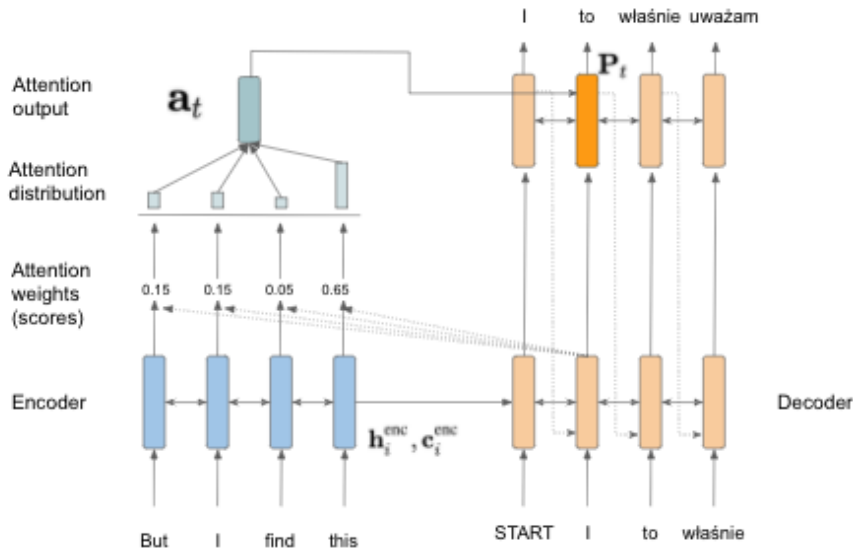 I to właśnie uważam
P_t
Attention
output
a_t
Attention
distribution
Attention
weights
(scores)
0.15 0.15 0.05 0.65
Encoder
Decoder
h_i^enc, c_i^enc
But I find this
START I to właśnie